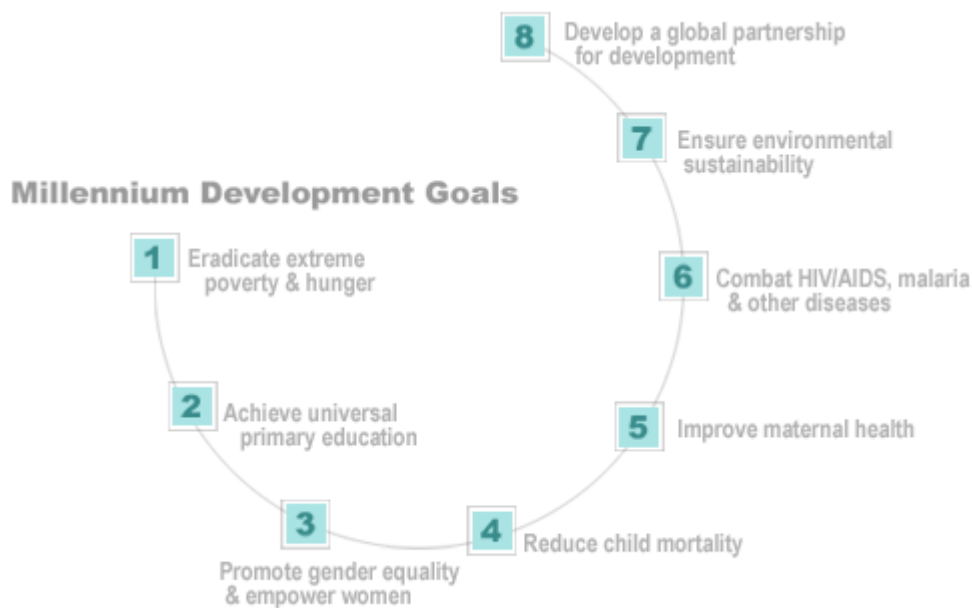 Millennium Development Goals
1
Eradicate extreme
poverty & hunger
2
Achieve universal
primary education
3
Promote gender equality
& empower women
4
Reduce child mortality
5
Improve maternal health
6
Combat HIV/AIDS, malaria
& other diseases
7
Ensure environmental
sustainability
8
Develop a global partnership
for development